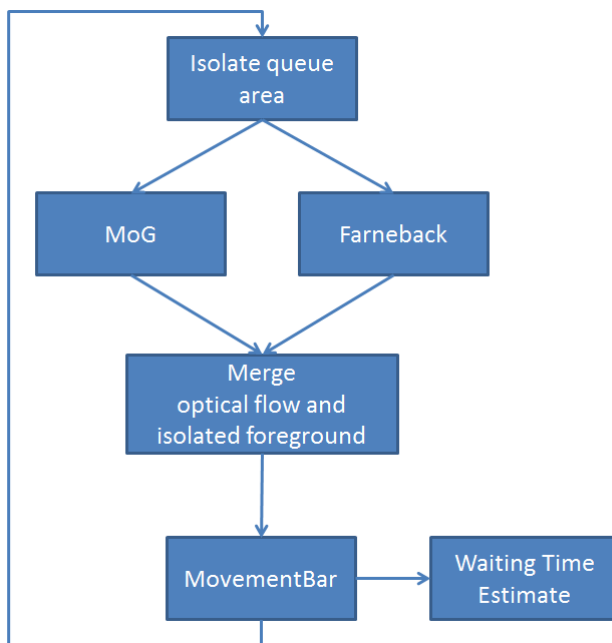 Isolate queue
area
MoG
Farneback
Merge
optical flow and
isolated foreground
MovementBar
Waiting Time
Estimate